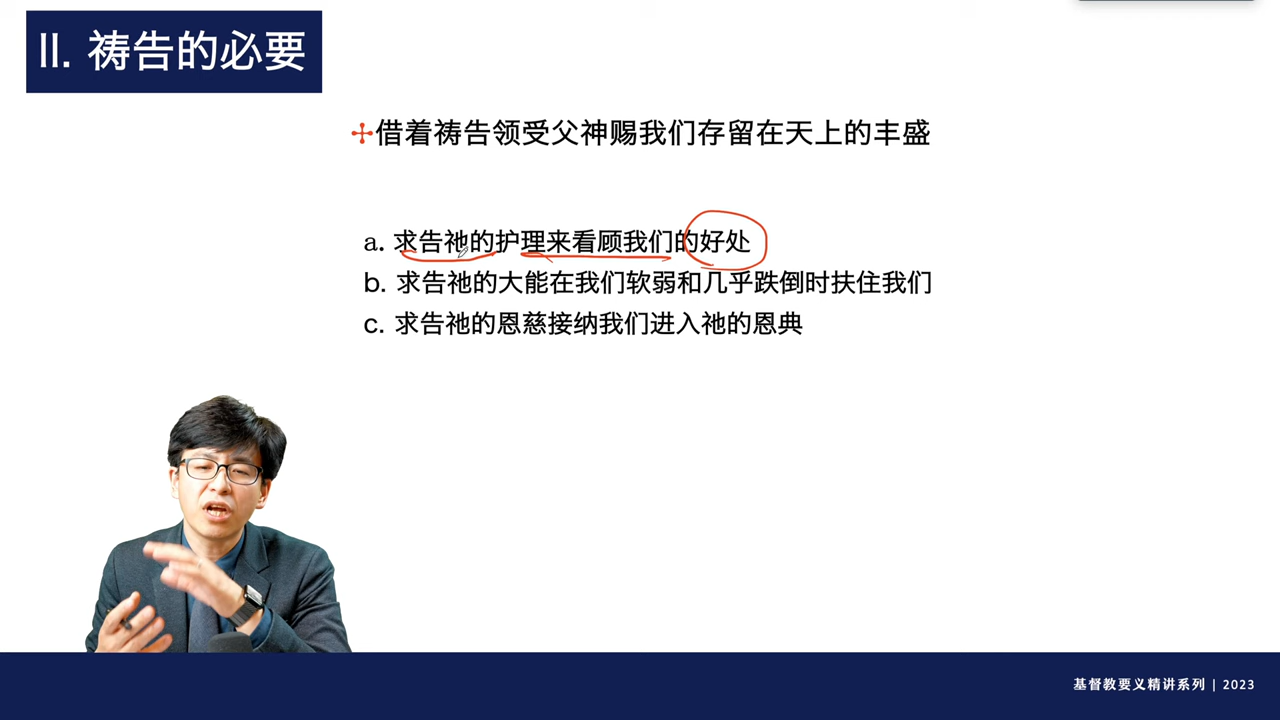 II. 祷告的必要
借着祷告领受父神赐我们存留在天上的丰盛
a. 求告祂的护理来看顾我们的好处
b. 求告祂的大能在我们软弱和几乎跌倒时扶住我们
c. 求告祂的恩慈接纳我们进入祂的恩典
基督教要义精讲系列 | 2023